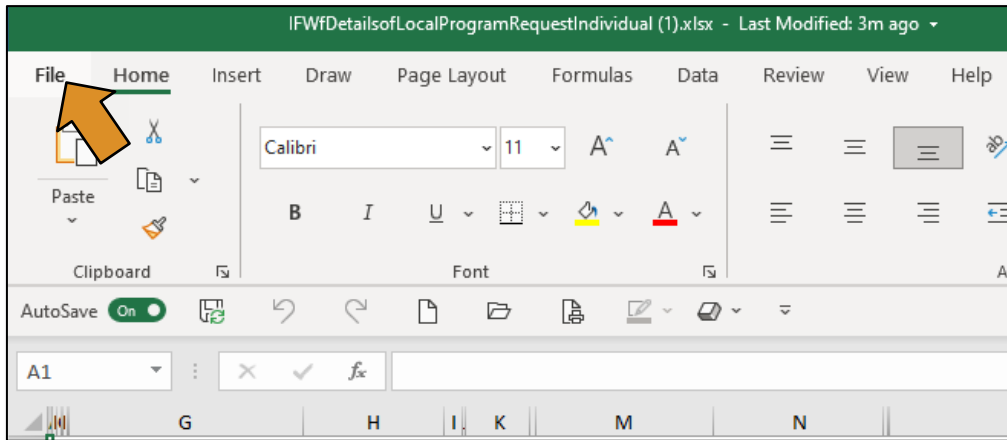 IFWfDetailsofLocalProgramRequestIndividual (1).xlsx - Last Modified: 3m ago
File Home Insert Draw Page Layout Formulas Data Review View Help
Calibri 11 A A
Paste
B I U A
Clipboard Font A
AutoSave On
A1 fx
G H I K M N